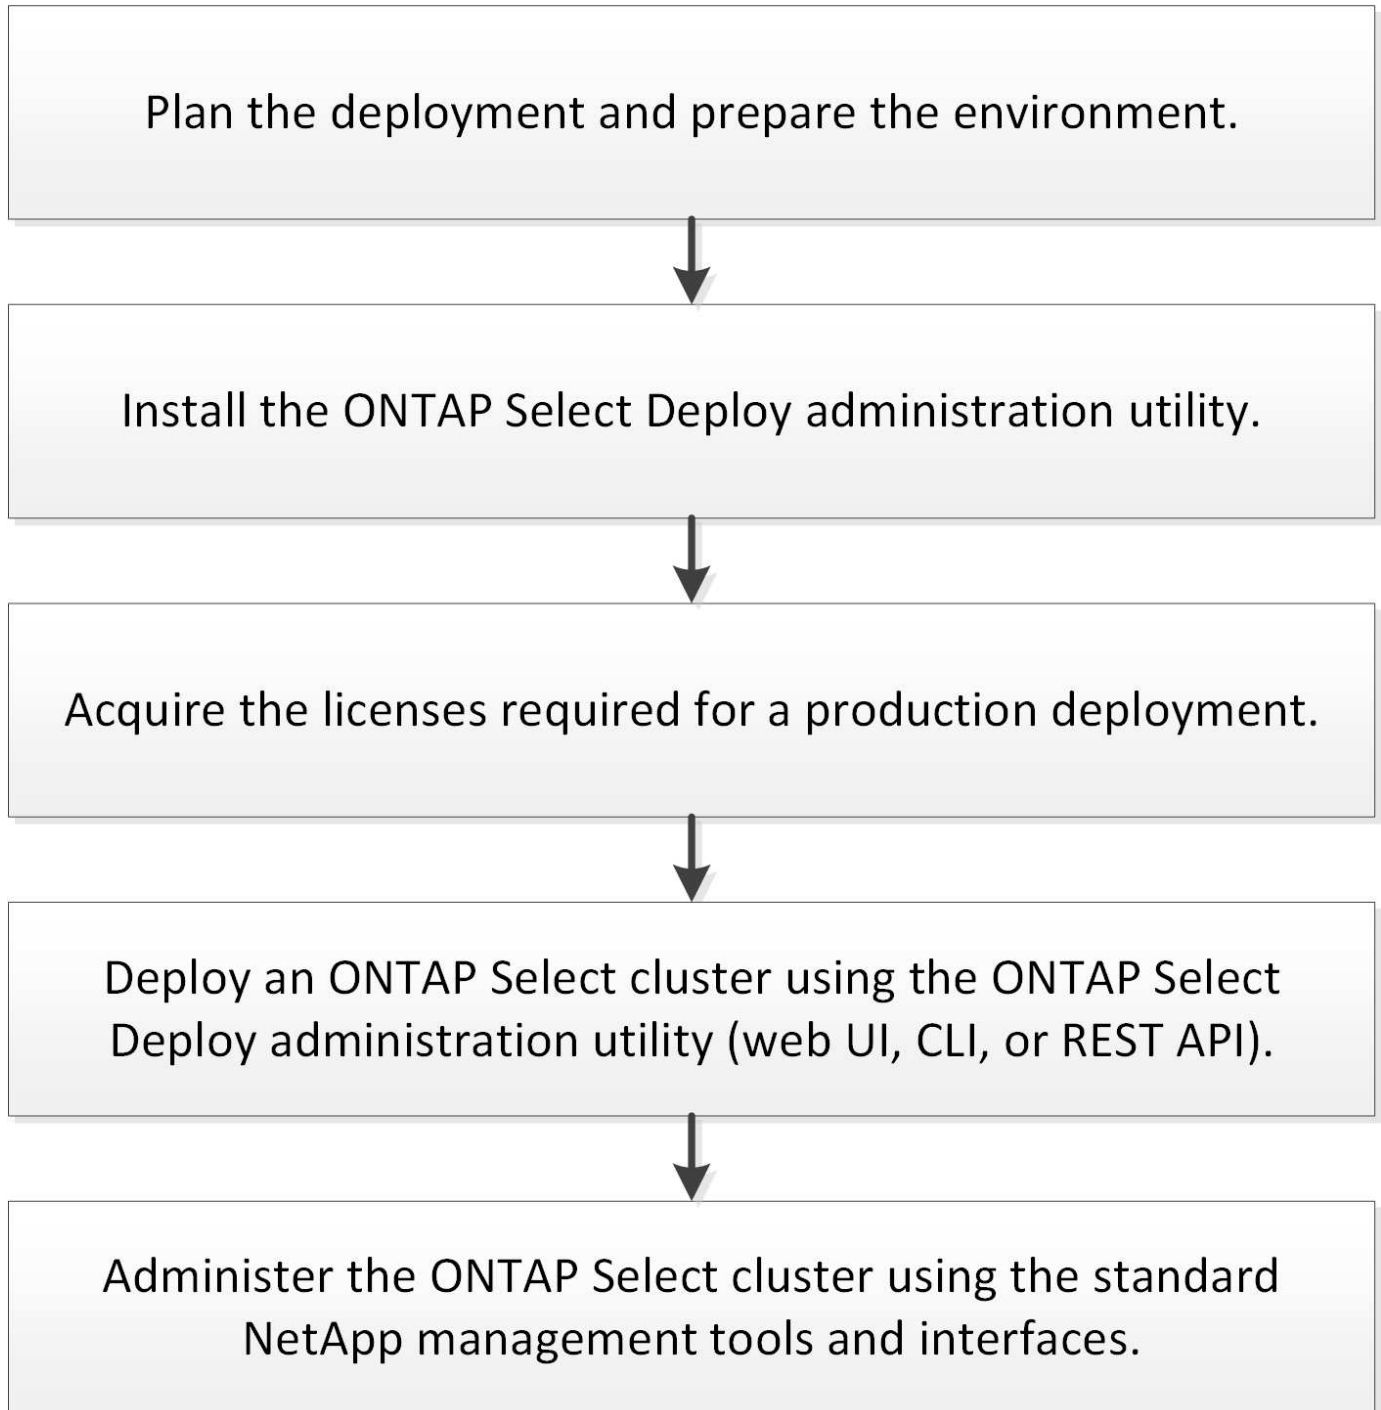 Plan the deployment and prepare the environment.
Install the ONTAP Select Deploy administration utility.
Acquire the licenses required for a production deployment.
Deploy an ONTAP Select cluster using the ONTAP Select
Deploy administration utility (web UI, CLI, or REST API).
Administer the ONTAP Select cluster using the standard
NetApp management tools and interfaces.